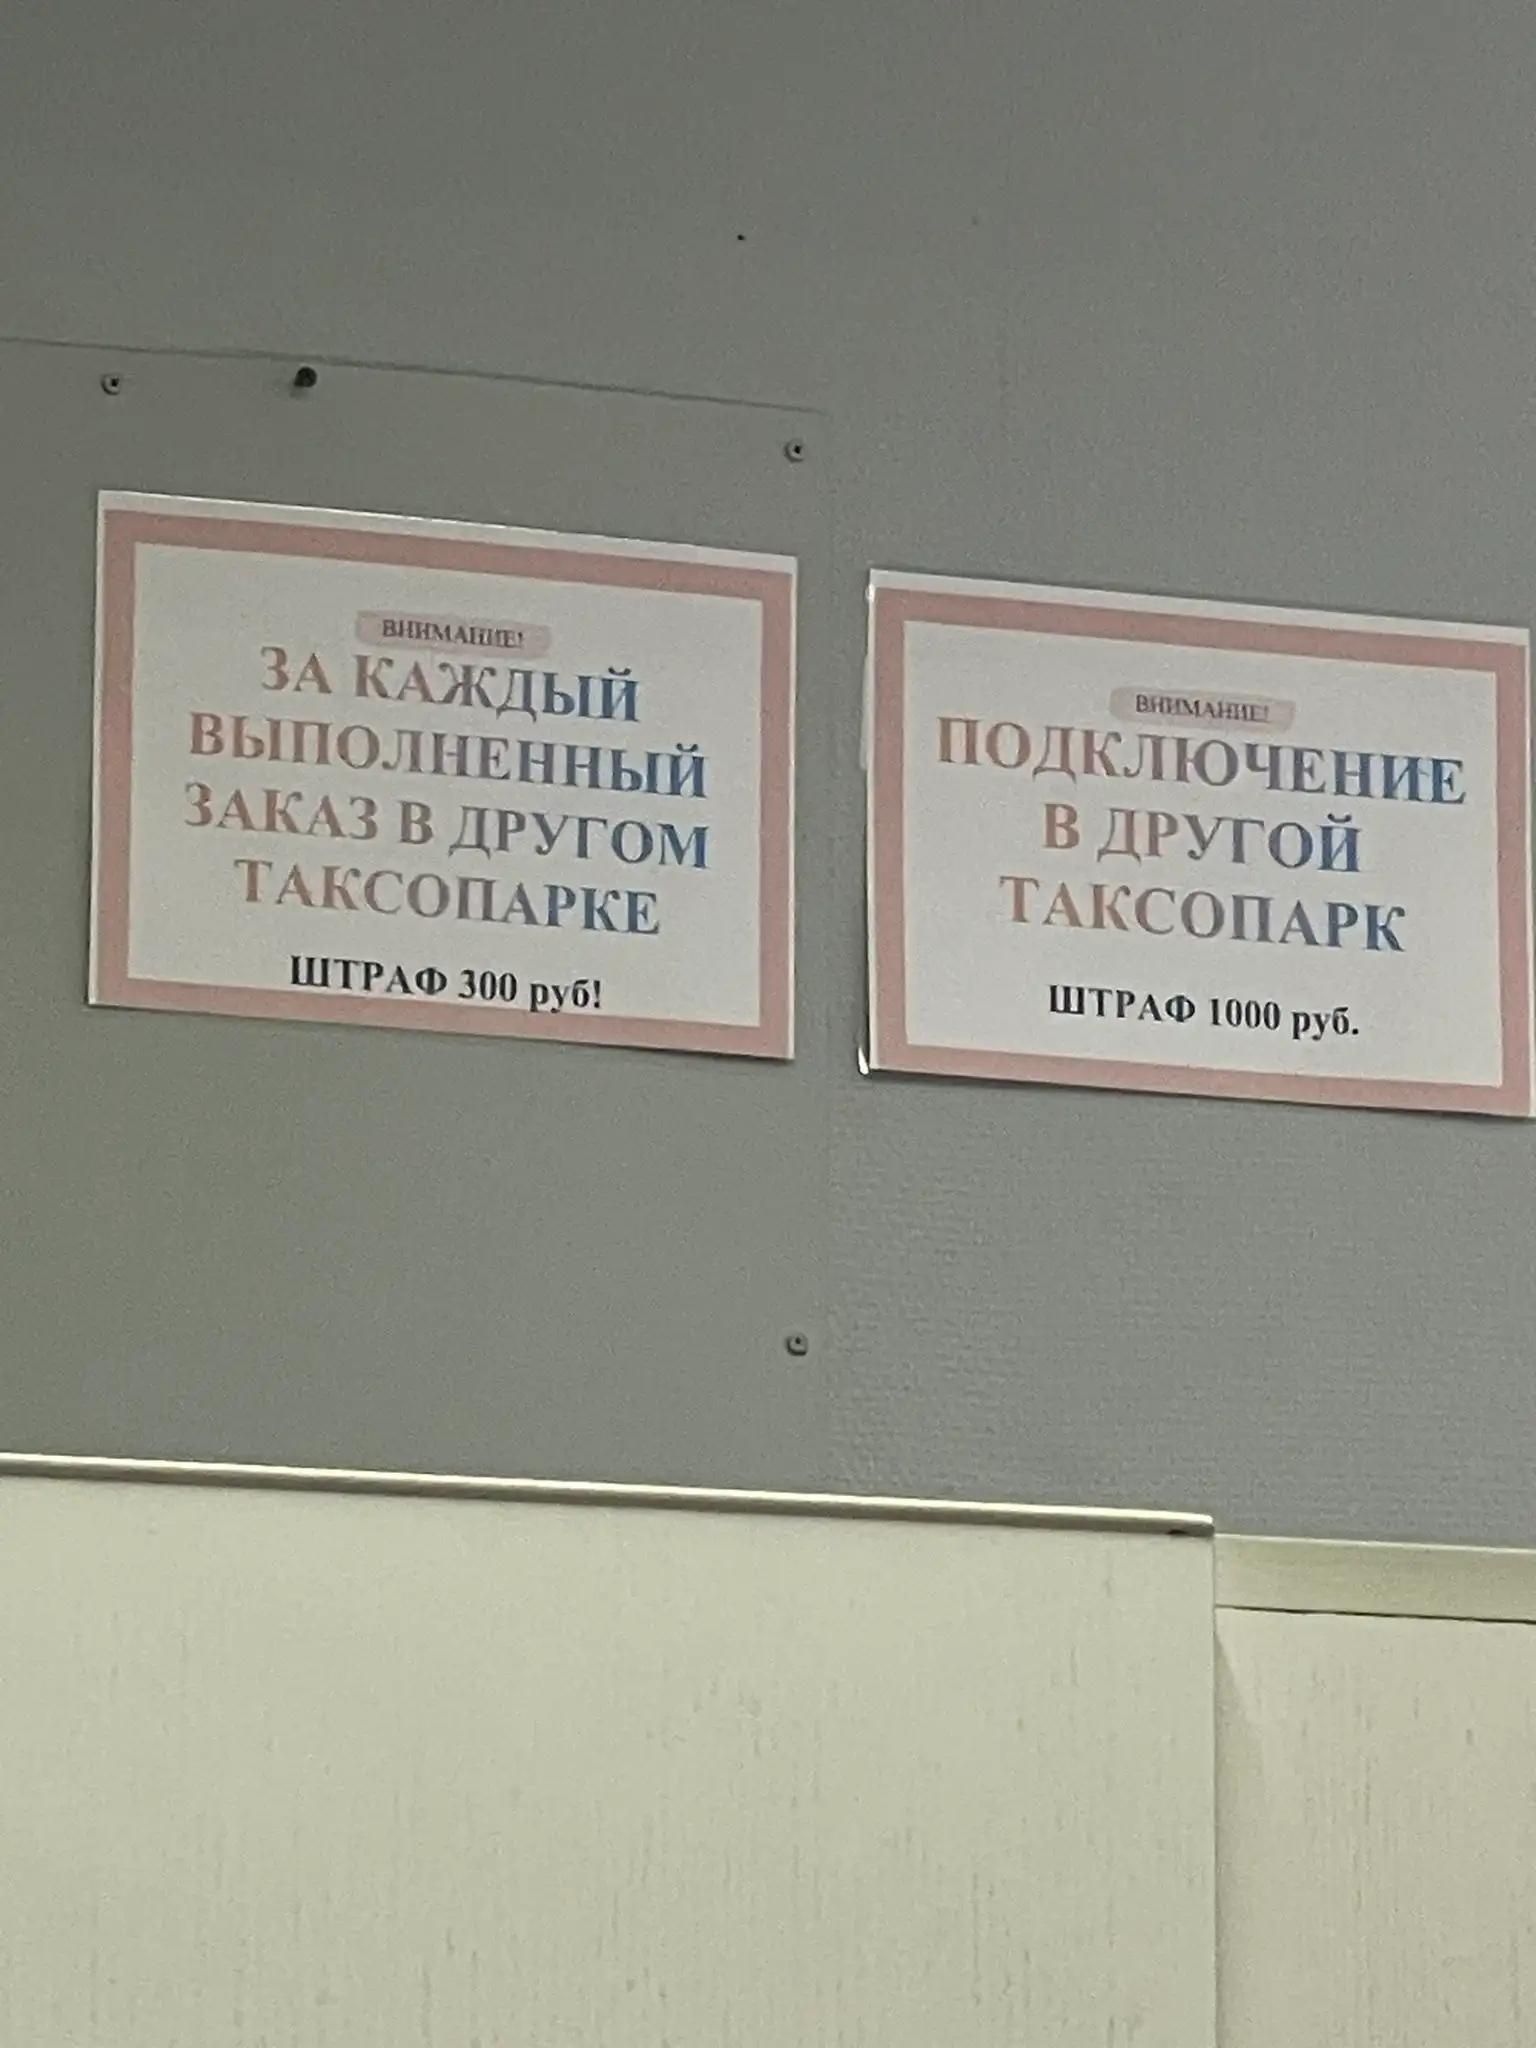 ВНИМАНИЕ!
ЗА КАЖДЫЙ
ВЫПОЛНЕННЫЙ
ЗАКАЗ В ДРУГОМ
ТАКСОПАРКЕ
ШТРАФ 300 руб!
ВНИМАНИЕ!
ПОДКЛЮЧЕНИЕ
В ДРУГОЙ
ТАКСОПАРК
ШТРАФ 1000 руб.